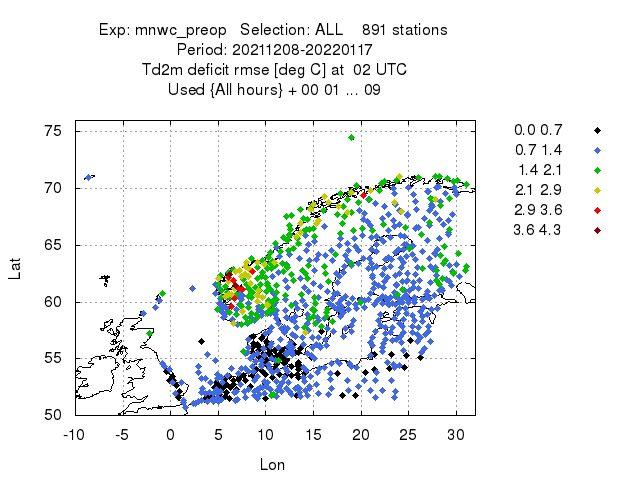 Exp: mnwc_preop   Selection: ALL    891 stations
Period: 20211208-20220117
Td2m deficit rmse [deg C] at  02 UTC
Used {All hours} + 00 01 ... 09
0.0 0.7
0.7 1.4
1.4 2.1
2.1 2.9
2.9 3.6
3.6 4.3
75
70
65
60
55
50
Lat
-10 -5 0 5 10 15 20 25 30
Lon